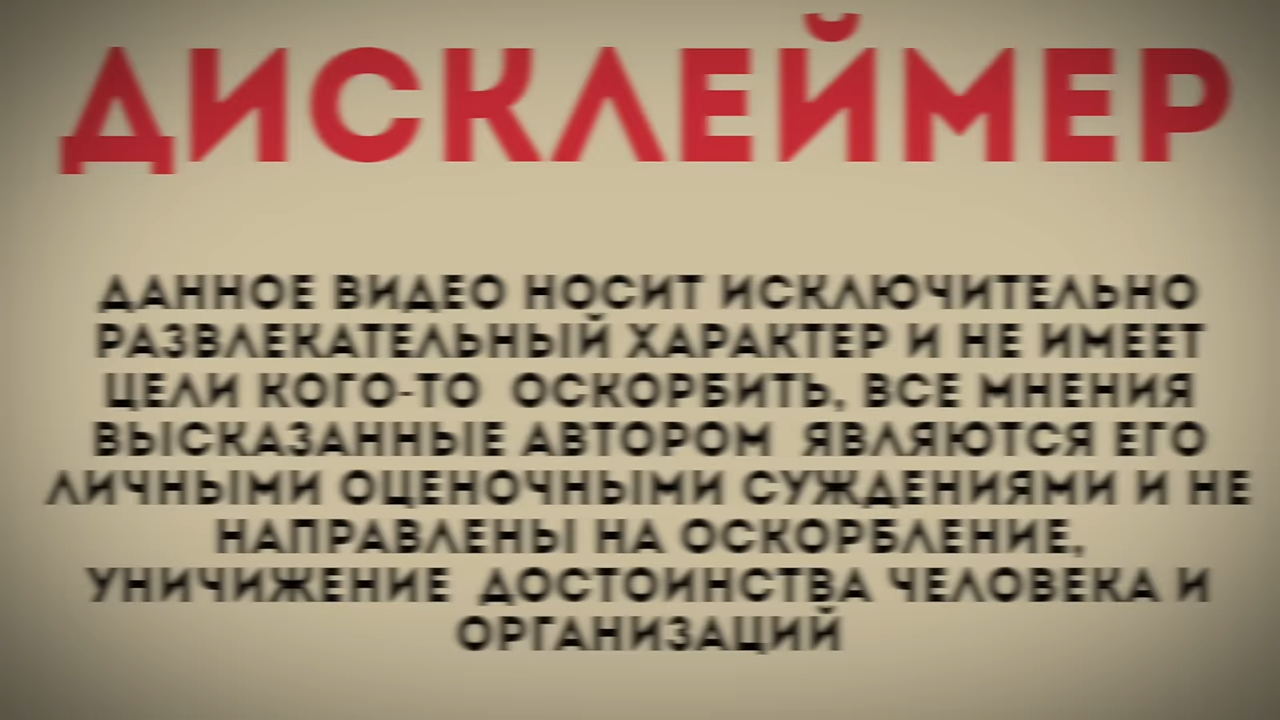 ДИСКЛЕЙМЕР
ДАННОЕ ВИДЕО НОСИТ ИСКЛЮЧИТЕЛЬНО
РАЗВЛЕКАТЕЛЬНЫЙ ХАРАКТЕР И НЕ ИМЕЕТ
ЦЕЛИ КОГО-ТО ОСКОРБИТЬ, ВСЕ МНЕНИЯ
ВЫСКАЗАННЫЕ АВТОРОМ ЯВЛЯЮТСЯ ЕГО
ЛИЧНЫМИ ОЦЕНОЧНЫМИ СУЖДЕНИЯМИ И НЕ
НАПРАВЛЕНЫ НА ОСКОРБЛЕНИЕ,
УНИЧИЖЕНИЕ ДОСТОИНСТВА ЧЕЛОВЕКА И
ОРГАНИЗАЦИЙ